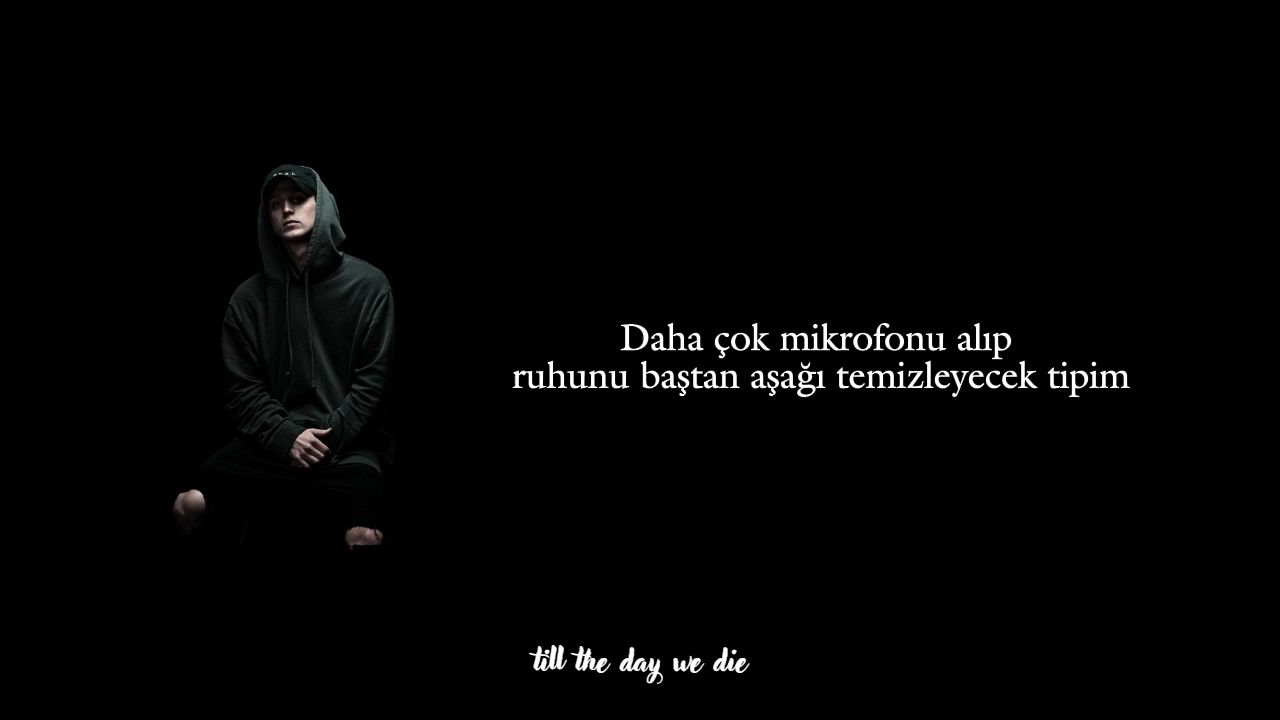 Daha çok mikrofonu alıp
ruhunu baştan aşağı temizleyecek tipim
till the day we die